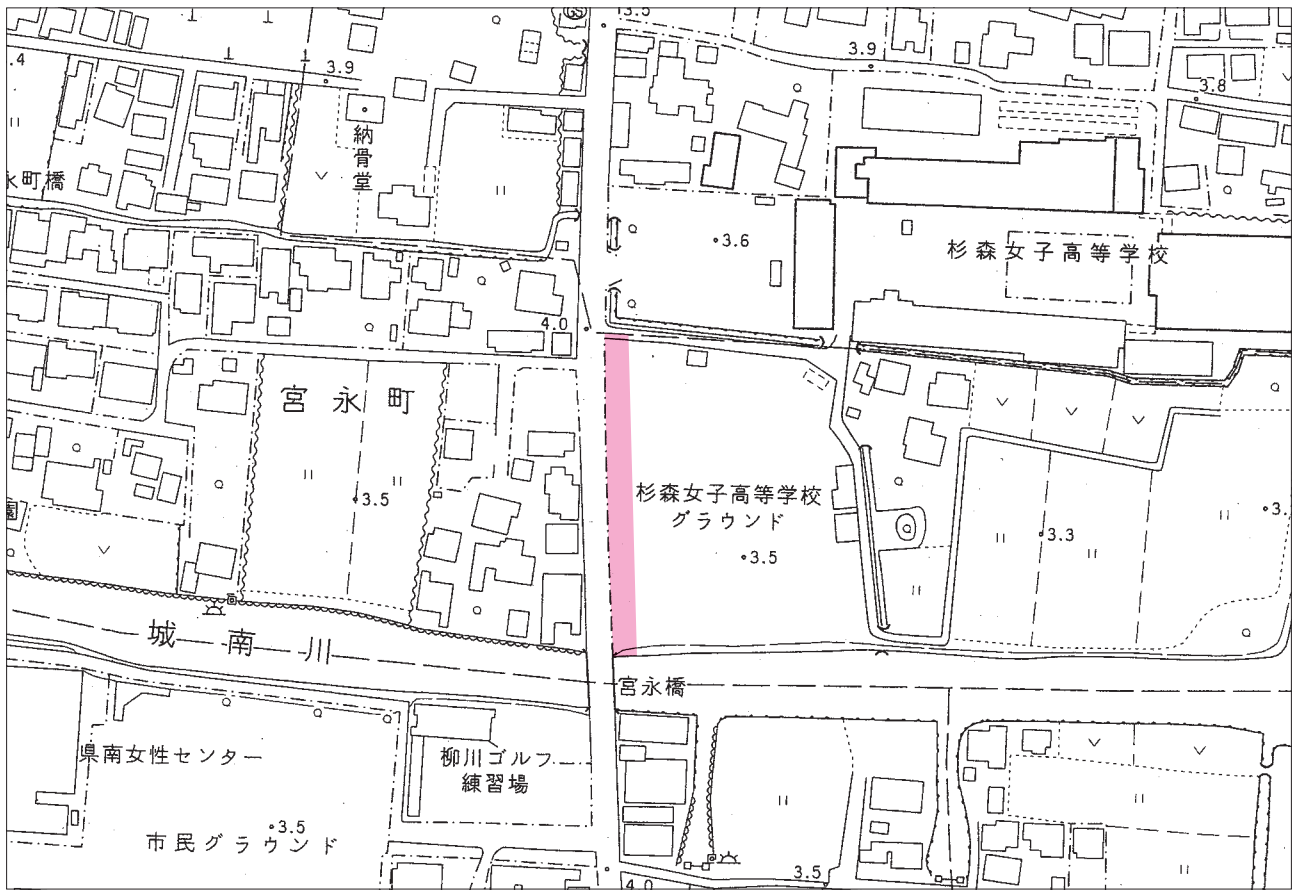 3.5
.4
3.9
3.9
3.8
納骨堂
永町橋
3.6
杉森女子高等学校
4.0
宮永町
杉森女子高等学校
グラウンド
3.5
3.5
3.3
3.
園
城南川
宮永橋
県南女性センター
柳川ゴルフ
練習場
3.5
市民グラウンド
3.5
4.0